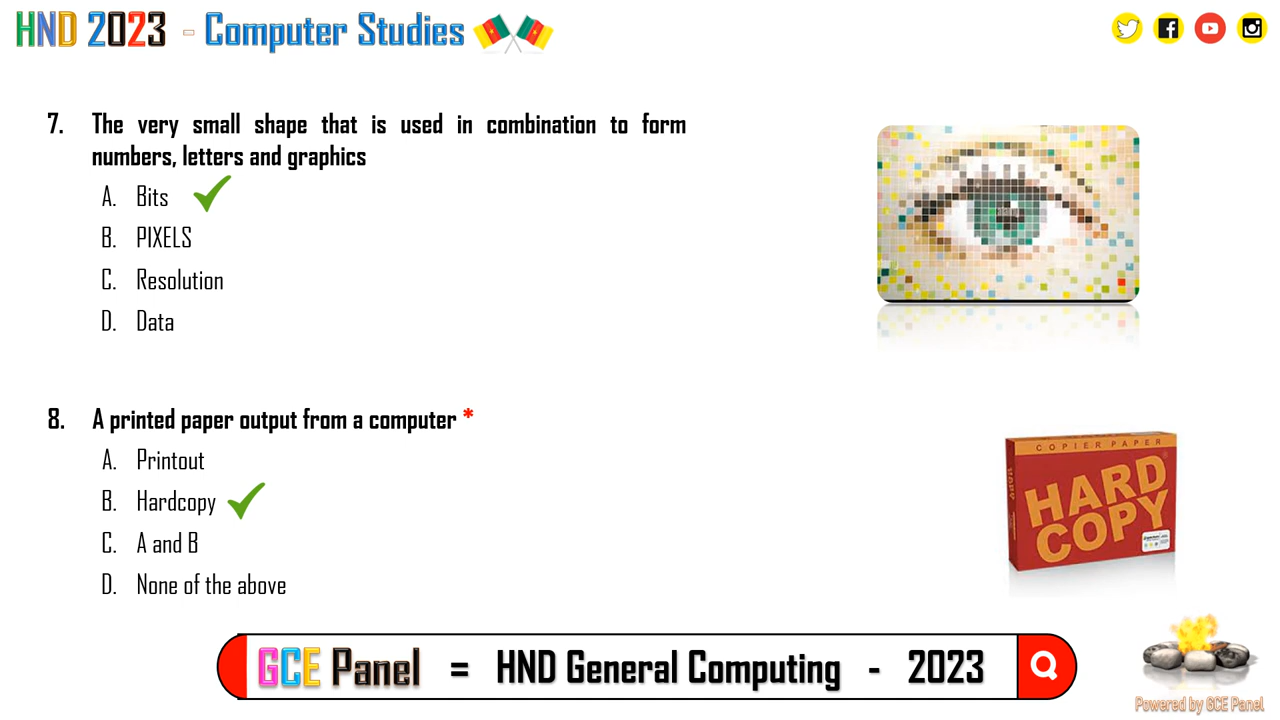 HND 2023 - Computer Studies
7. The very small shape that is used in combination to form
numbers, letters and graphics
A. Bits
B. PIXELS
C. Resolution
D. Data
8. A printed paper output from a computer *
A. Printout
B. Hardcopy
C. A and B
D. None of the above
COPIER PAPER
HARD
COPY
GCE Panel = HND General Computing - 2023
Powered by GCE Panel